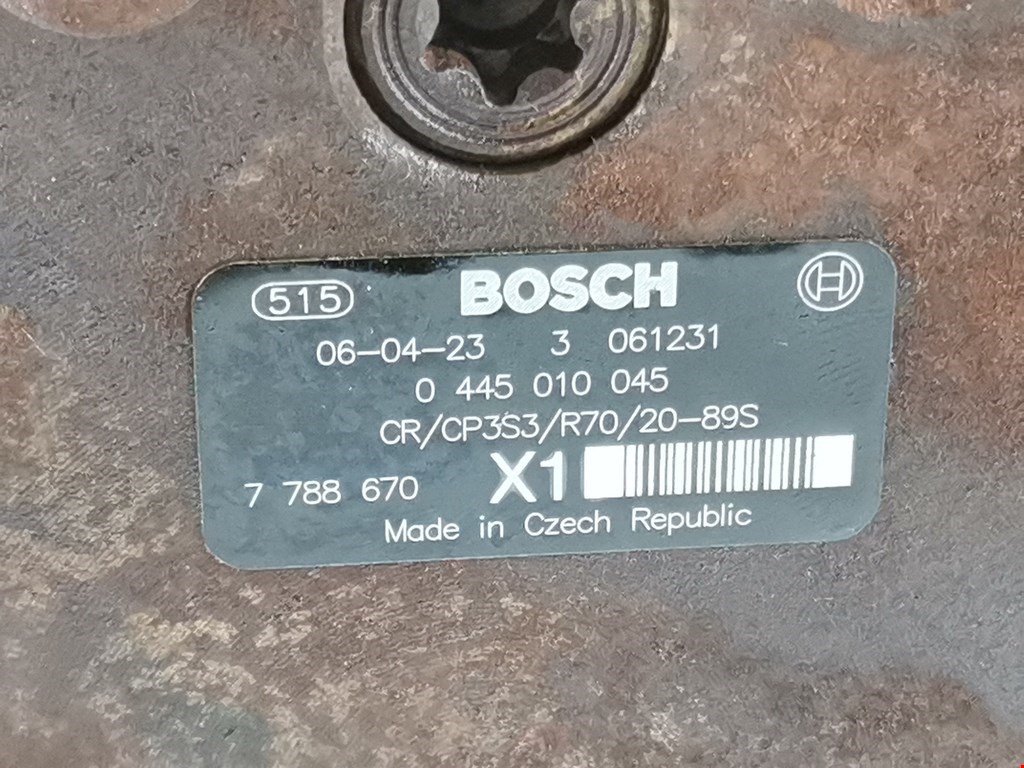 515 BOSCH
06-04-23 3 061231
0 445 010 045
CR/CP3S3/R70/20-89S
7 788 670 X1
Made in Czech Republic